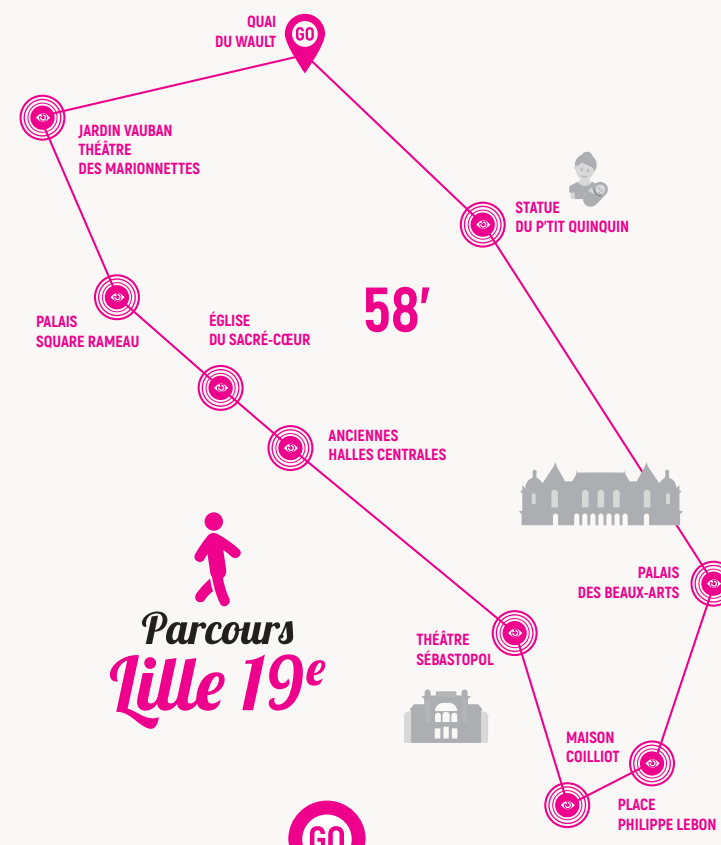 QUAI
DU WAULT
GO
JARDIN VAUBAN
THÉÂTRE
DES MARIONNETTES
STATUE
DU P'TIT QUINQUIN
58'
PALAIS
SQUARE RAMEAU
ÉGLISE
DU SACRÉ-CŒUR
ANCIENNES
HALLES CENTRALES
PALAIS
DES BEAUX-ARTS
Parcours
Lille 19e
THÉÂTRE
SÉBASTOPOL
MAISON
COILLIOT
PLACE
PHILIPPE LEBON
GO